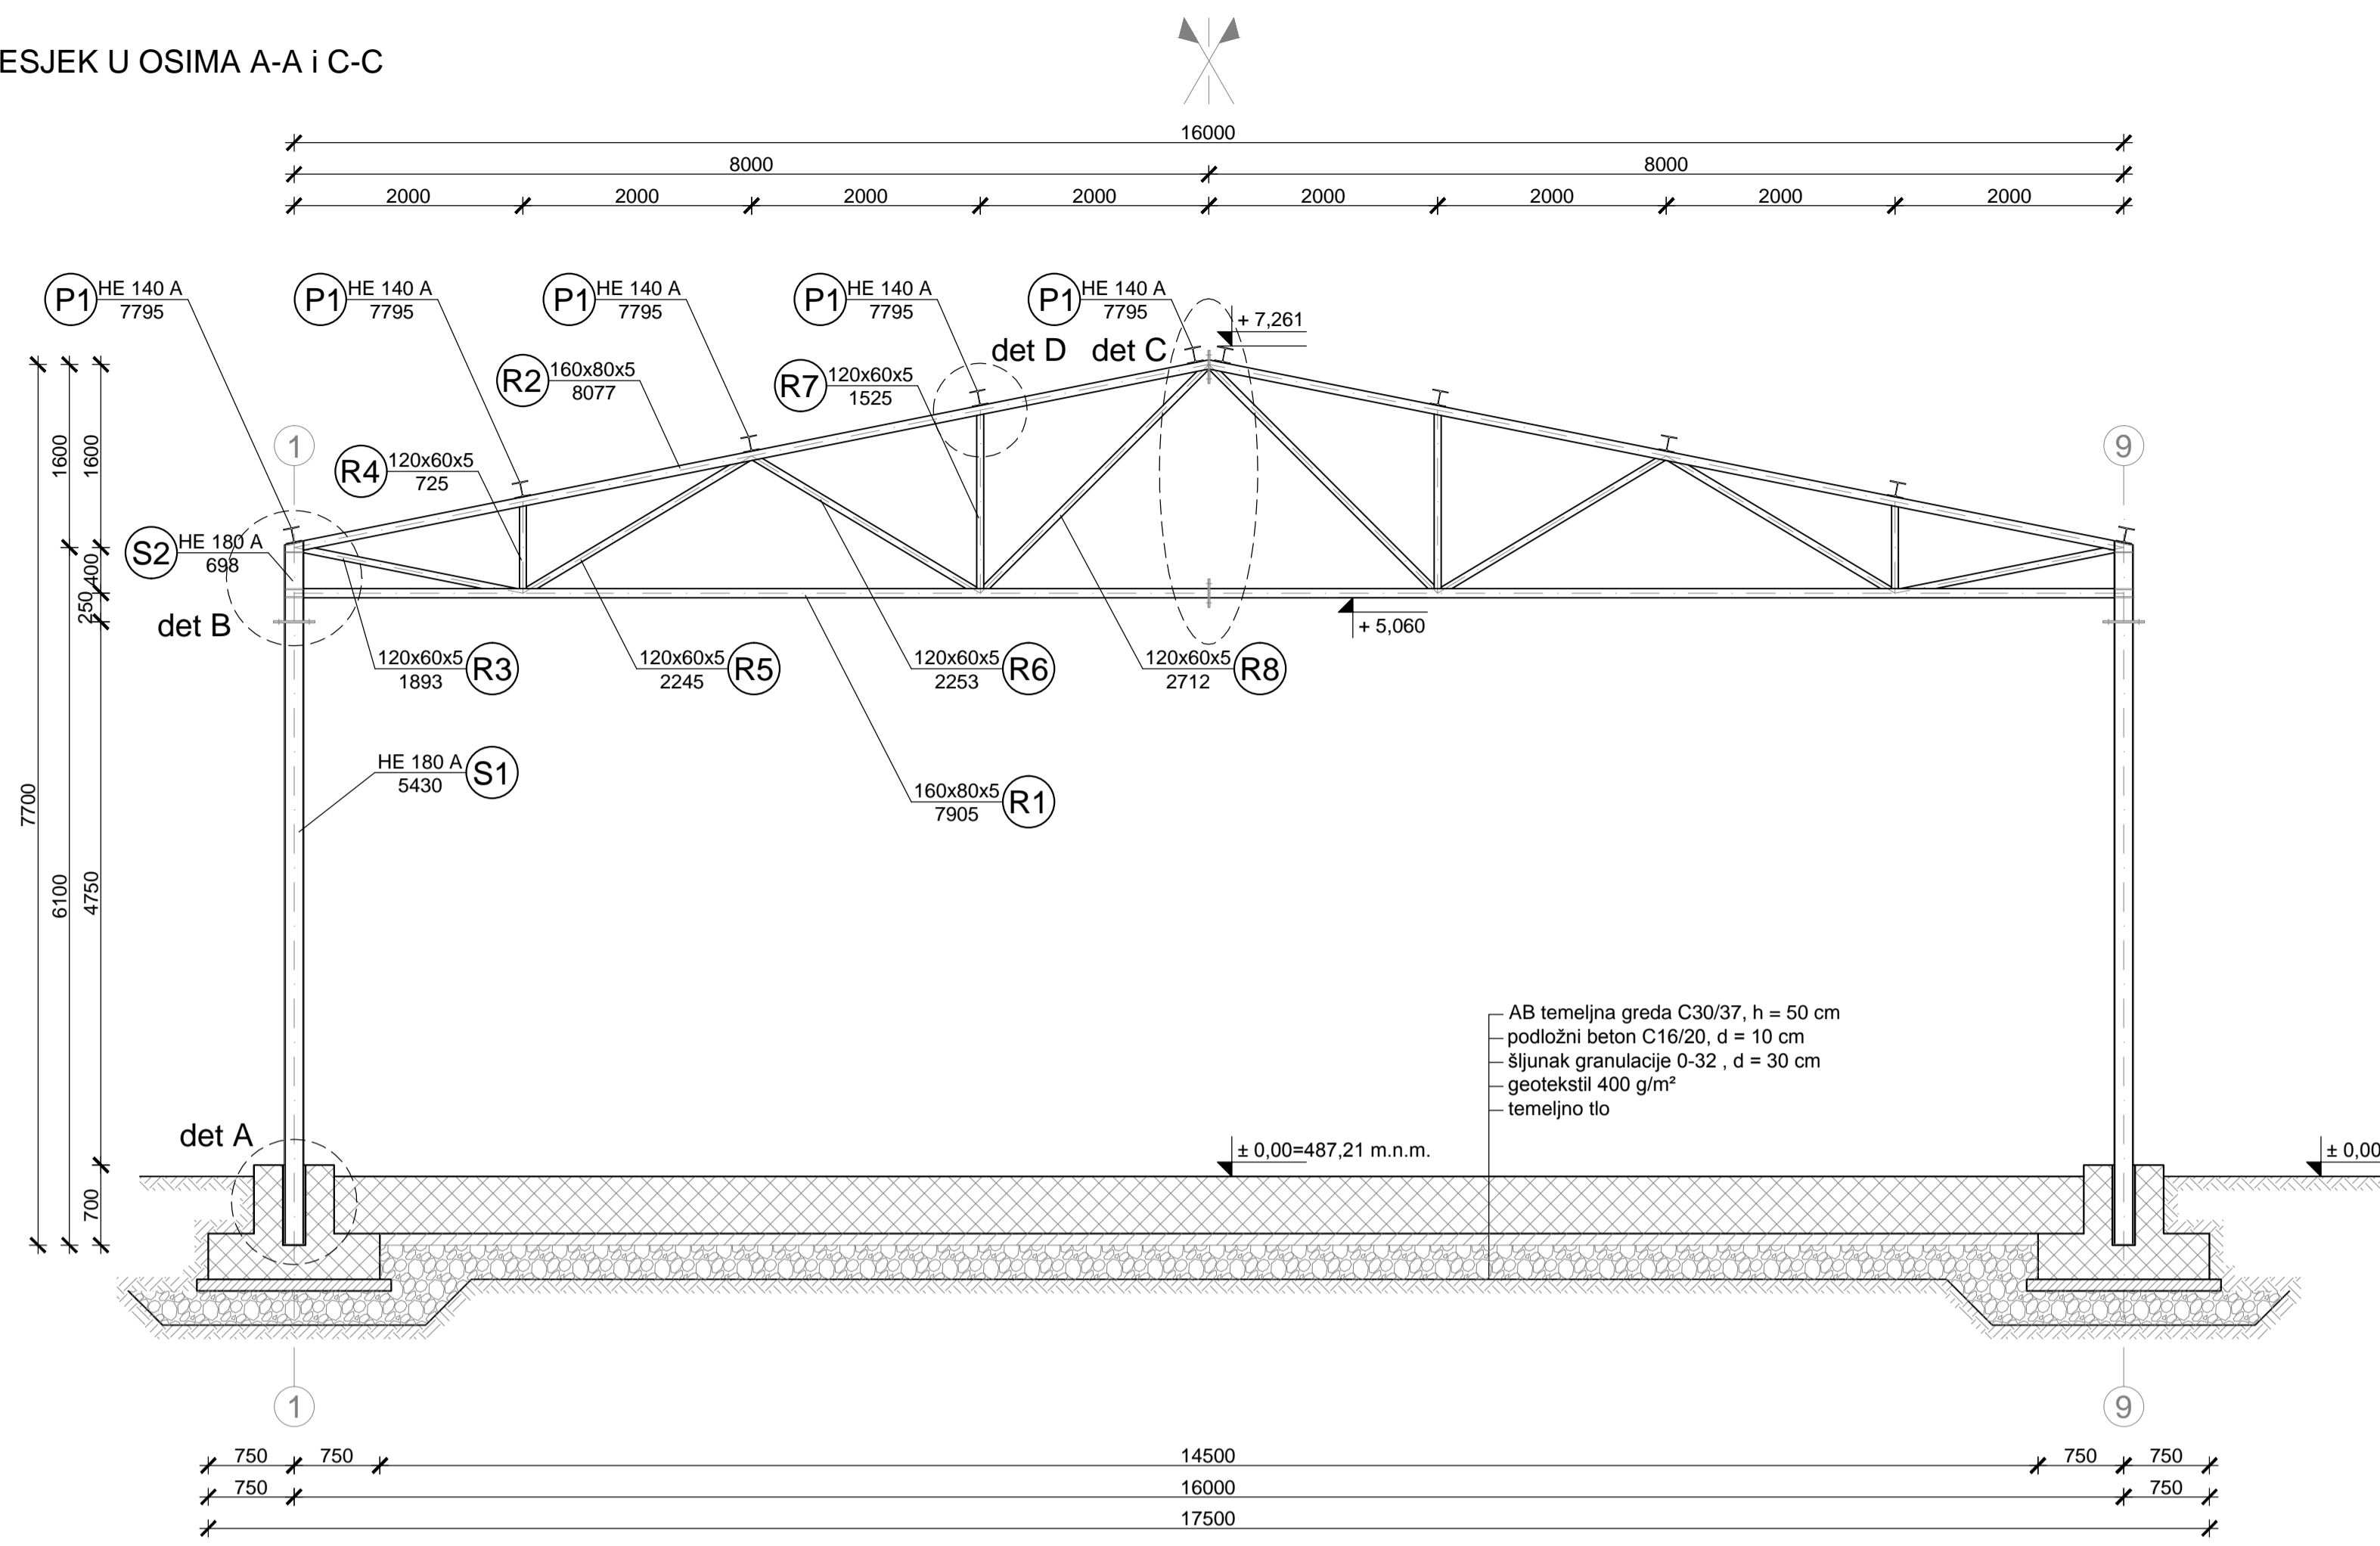 ESJEK U OSIMA A-A i C-C
16000
8000 8000
2000 2000 2000 2000 2000 2000 2000 2000
P1 HE 140 A
7795
P1 HE 140 A
7795
P1 HE 140 A
7795
P1 HE 140 A
7795
P1 HE 140 A
7795
+ 7,261
det D det C
R2 160x80x5
8077
R7 120x60x5
1525
R4 120x60x5
725
1 9
S2 HE 180 A
698
det B
+ 5,060
120x60x5 R3
1893
120x60x5 R5
2245
120x60x5 R6
2253
120x60x5 R8
2712
HE 180 A S1
5430
160x80x5 R1
7905
7700
1600
6100
1600
400
250
4750
700
AB temeljna greda C30/37, h = 50 cm
podložni beton C16/20, d = 10 cm
šljunak granulacije 0-32 , d = 30 cm
geotekstil 400 g/m²
temeljno tlo
det A
± 0,00=487,21 m.n.m.
± 0,00
1 9
750 750 14500 750 750
750 16000 750
17500